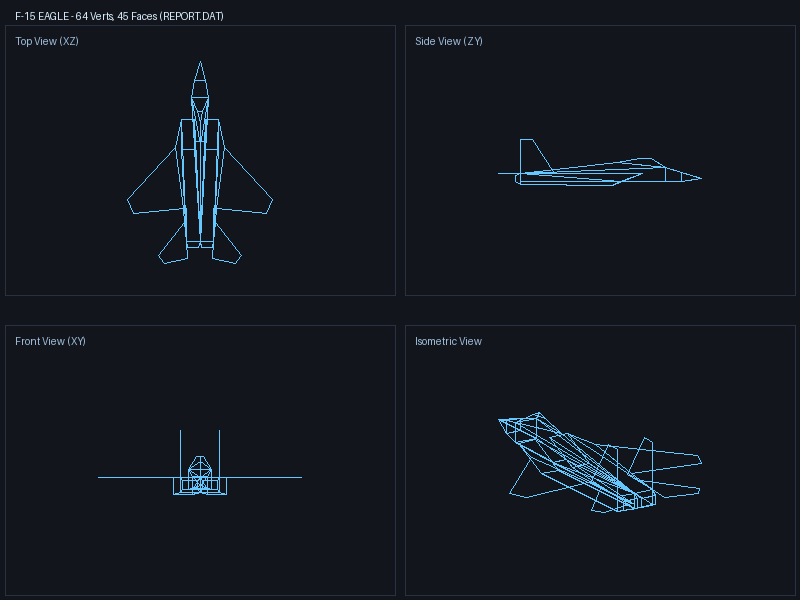 F-15 EAGLE - 64 Verts, 45 Faces (REPORT.DAT)
Top View (XZ)
Side View (ZY)
Front View (XY)
Isometric View